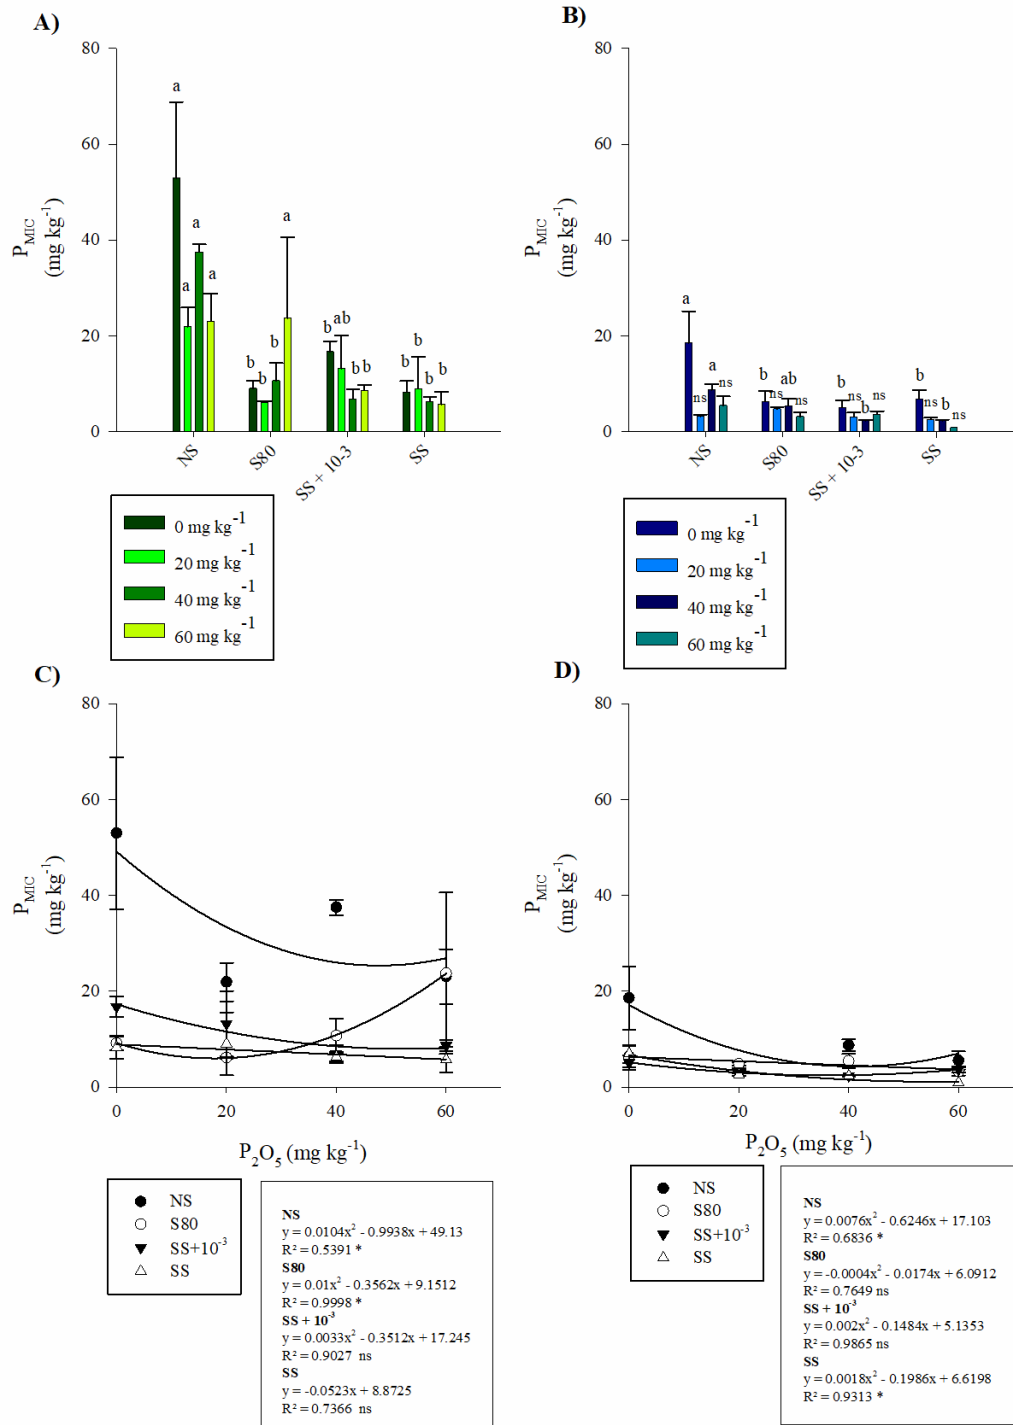 A)
80
60
40
20
0
P_MIC
(mg kg⁻¹)
a
a
a
a
b
b
b
a
b
ab
b
b
b
b
b
b
NS
S80
SS + 10-3
SS
0 mg kg⁻¹
20 mg kg⁻¹
40 mg kg⁻¹
60 mg kg⁻¹
B)
80
60
40
20
0
P_MIC
(mg kg⁻¹)
a
ns
a
ns
b
ns
ab
ns
b
ns
b
ns
b
ns
b
ns
NS
S80
SS + 10-3
SS
0 mg kg⁻¹
20 mg kg⁻¹
40 mg kg⁻¹
60 mg kg⁻¹
C)
80
60
40
20
0
P_MIC
(mg kg⁻¹)
0 20 40 60
P₂O₅ (mg kg⁻¹)
NS
S80
SS+10⁻³
SS
NS
y = 0.0104x² - 0.9938x + 49.13
R² = 0.5391 *
S80
y = 0.01x² - 0.3562x + 9.1512
R² = 0.9998 *
SS + 10⁻³
y = 0.0033x² - 0.3512x + 17.245
R² = 0.9027 ns
SS
y = -0.0523x + 8.8725
R² = 0.7366 ns
D)
80
60
40
20
0
P_MIC
(mg kg⁻¹)
0 20 40 60
P₂O₅ (mg kg⁻¹)
NS
S80
SS+10⁻³
SS
NS
y = 0.0076x² - 0.6246x + 17.103
R² = 0.6836 *
S80
y = -0.0004x² - 0.0174x + 6.0912
R² = 0.7649 ns
SS + 10⁻³
y = 0.002x² - 0.1484x + 5.1353
R² = 0.9865 ns
SS
y = 0.0018x² - 0.1986x + 6.6198
R² = 0.9313 *